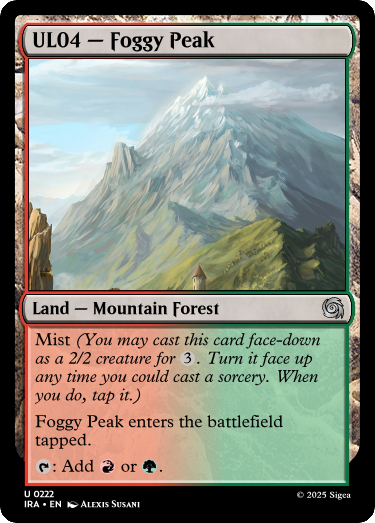 UL04 — Foggy Peak
Land — Mountain Forest
Mist (You may cast this card face-down
as a 2/2 creature for 3. Turn it face up
any time you could cast a sorcery. When
you do, tap it.)
Foggy Peak enters the battlefield
tapped.
: Add or .
U 0222
IRA • EN Alexis Susani
© 2025 Sigea